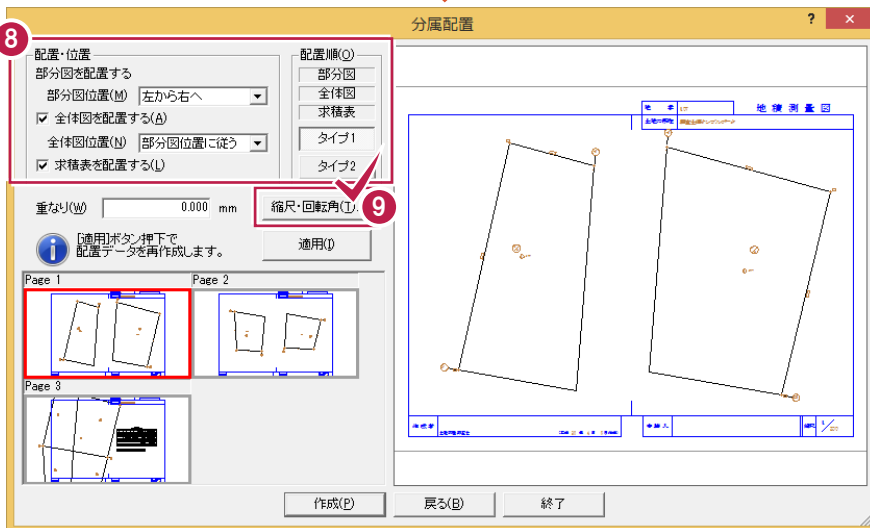 分属配置
? ×
8
配置・位置
部分図を配置する
部分図位置(M) 左から右へ
全体図を配置する(A)
全体図位置(N) 部分図位置に従う
求積表を配置する(L)
配置順(O)
部分図
全体図
求積表
タイプ1
タイプ2
重なり(W) 0.000 mm
縮尺・回転角(T)
9
[適用]ボタン押下で
配置データを再作成します。
適用(I)
Page 1
Page 2
Page 3
地積測量図
作成(P)
戻る(B)
終了